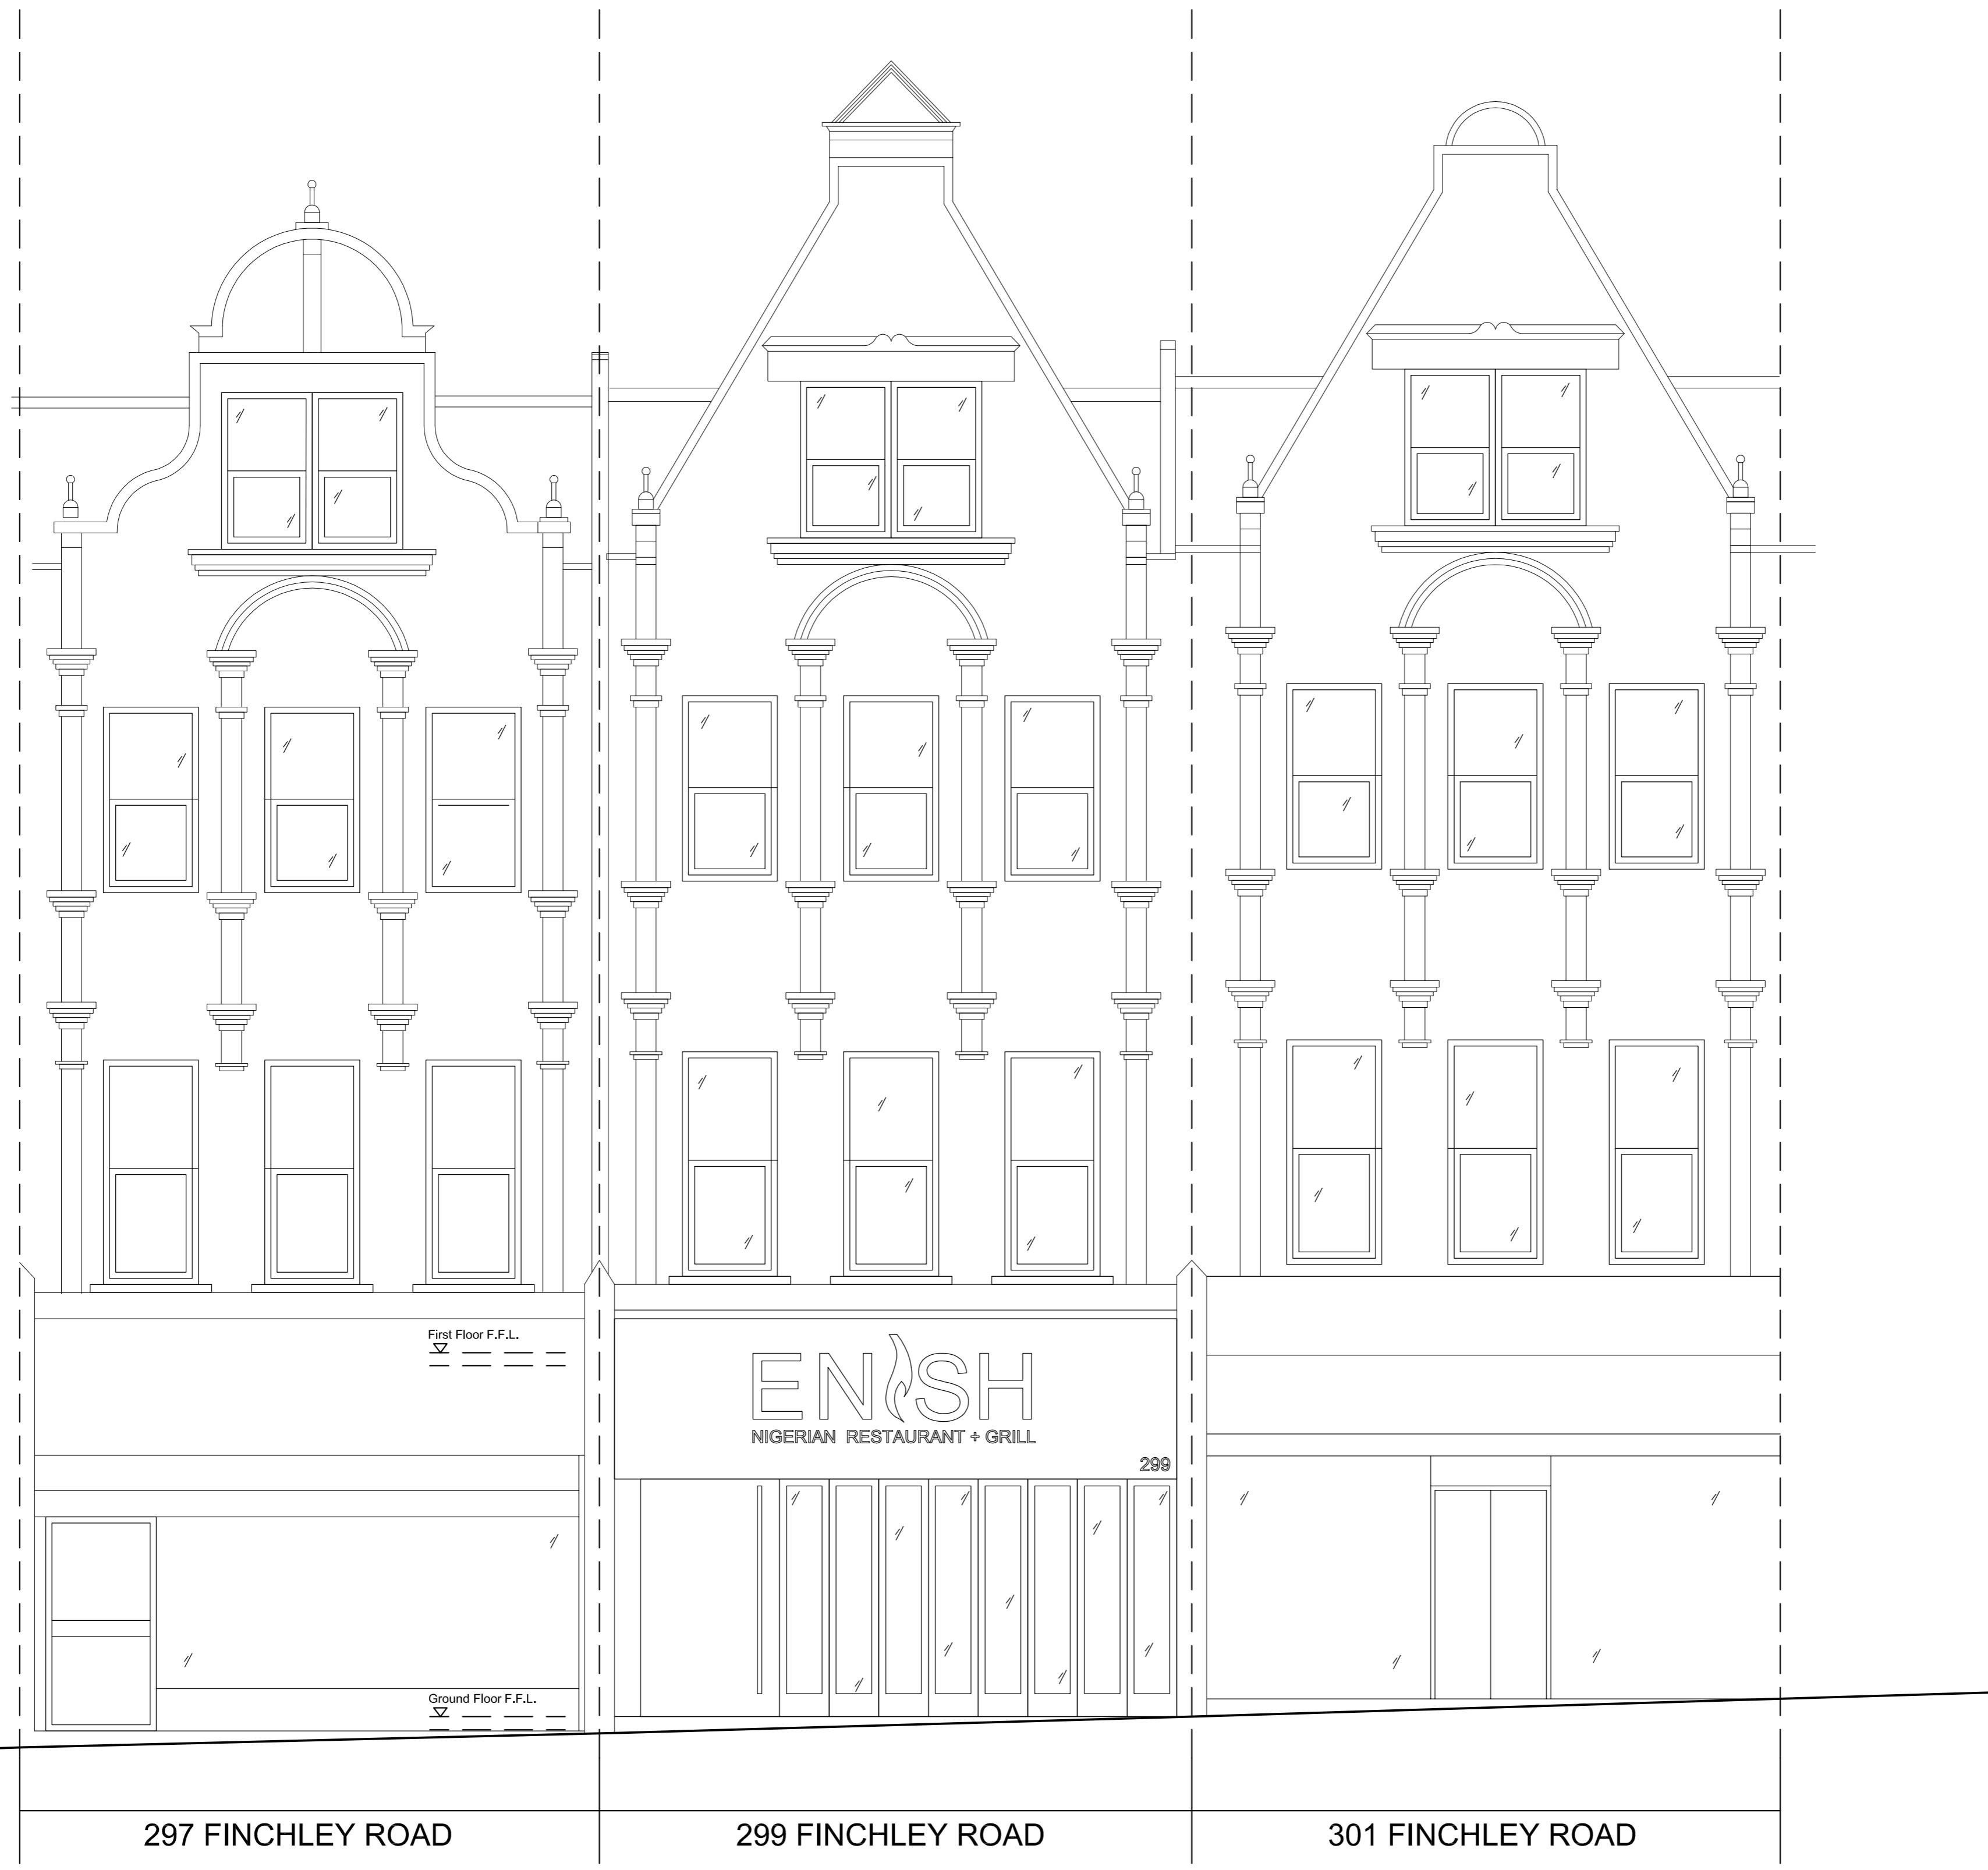 First Floor F.F.L.
ENISH
NIGERIAN RESTAURANT + GRILL
299
Ground Floor F.F.L.
297 FINCHLEY ROAD
299 FINCHLEY ROAD
301 FINCHLEY ROAD